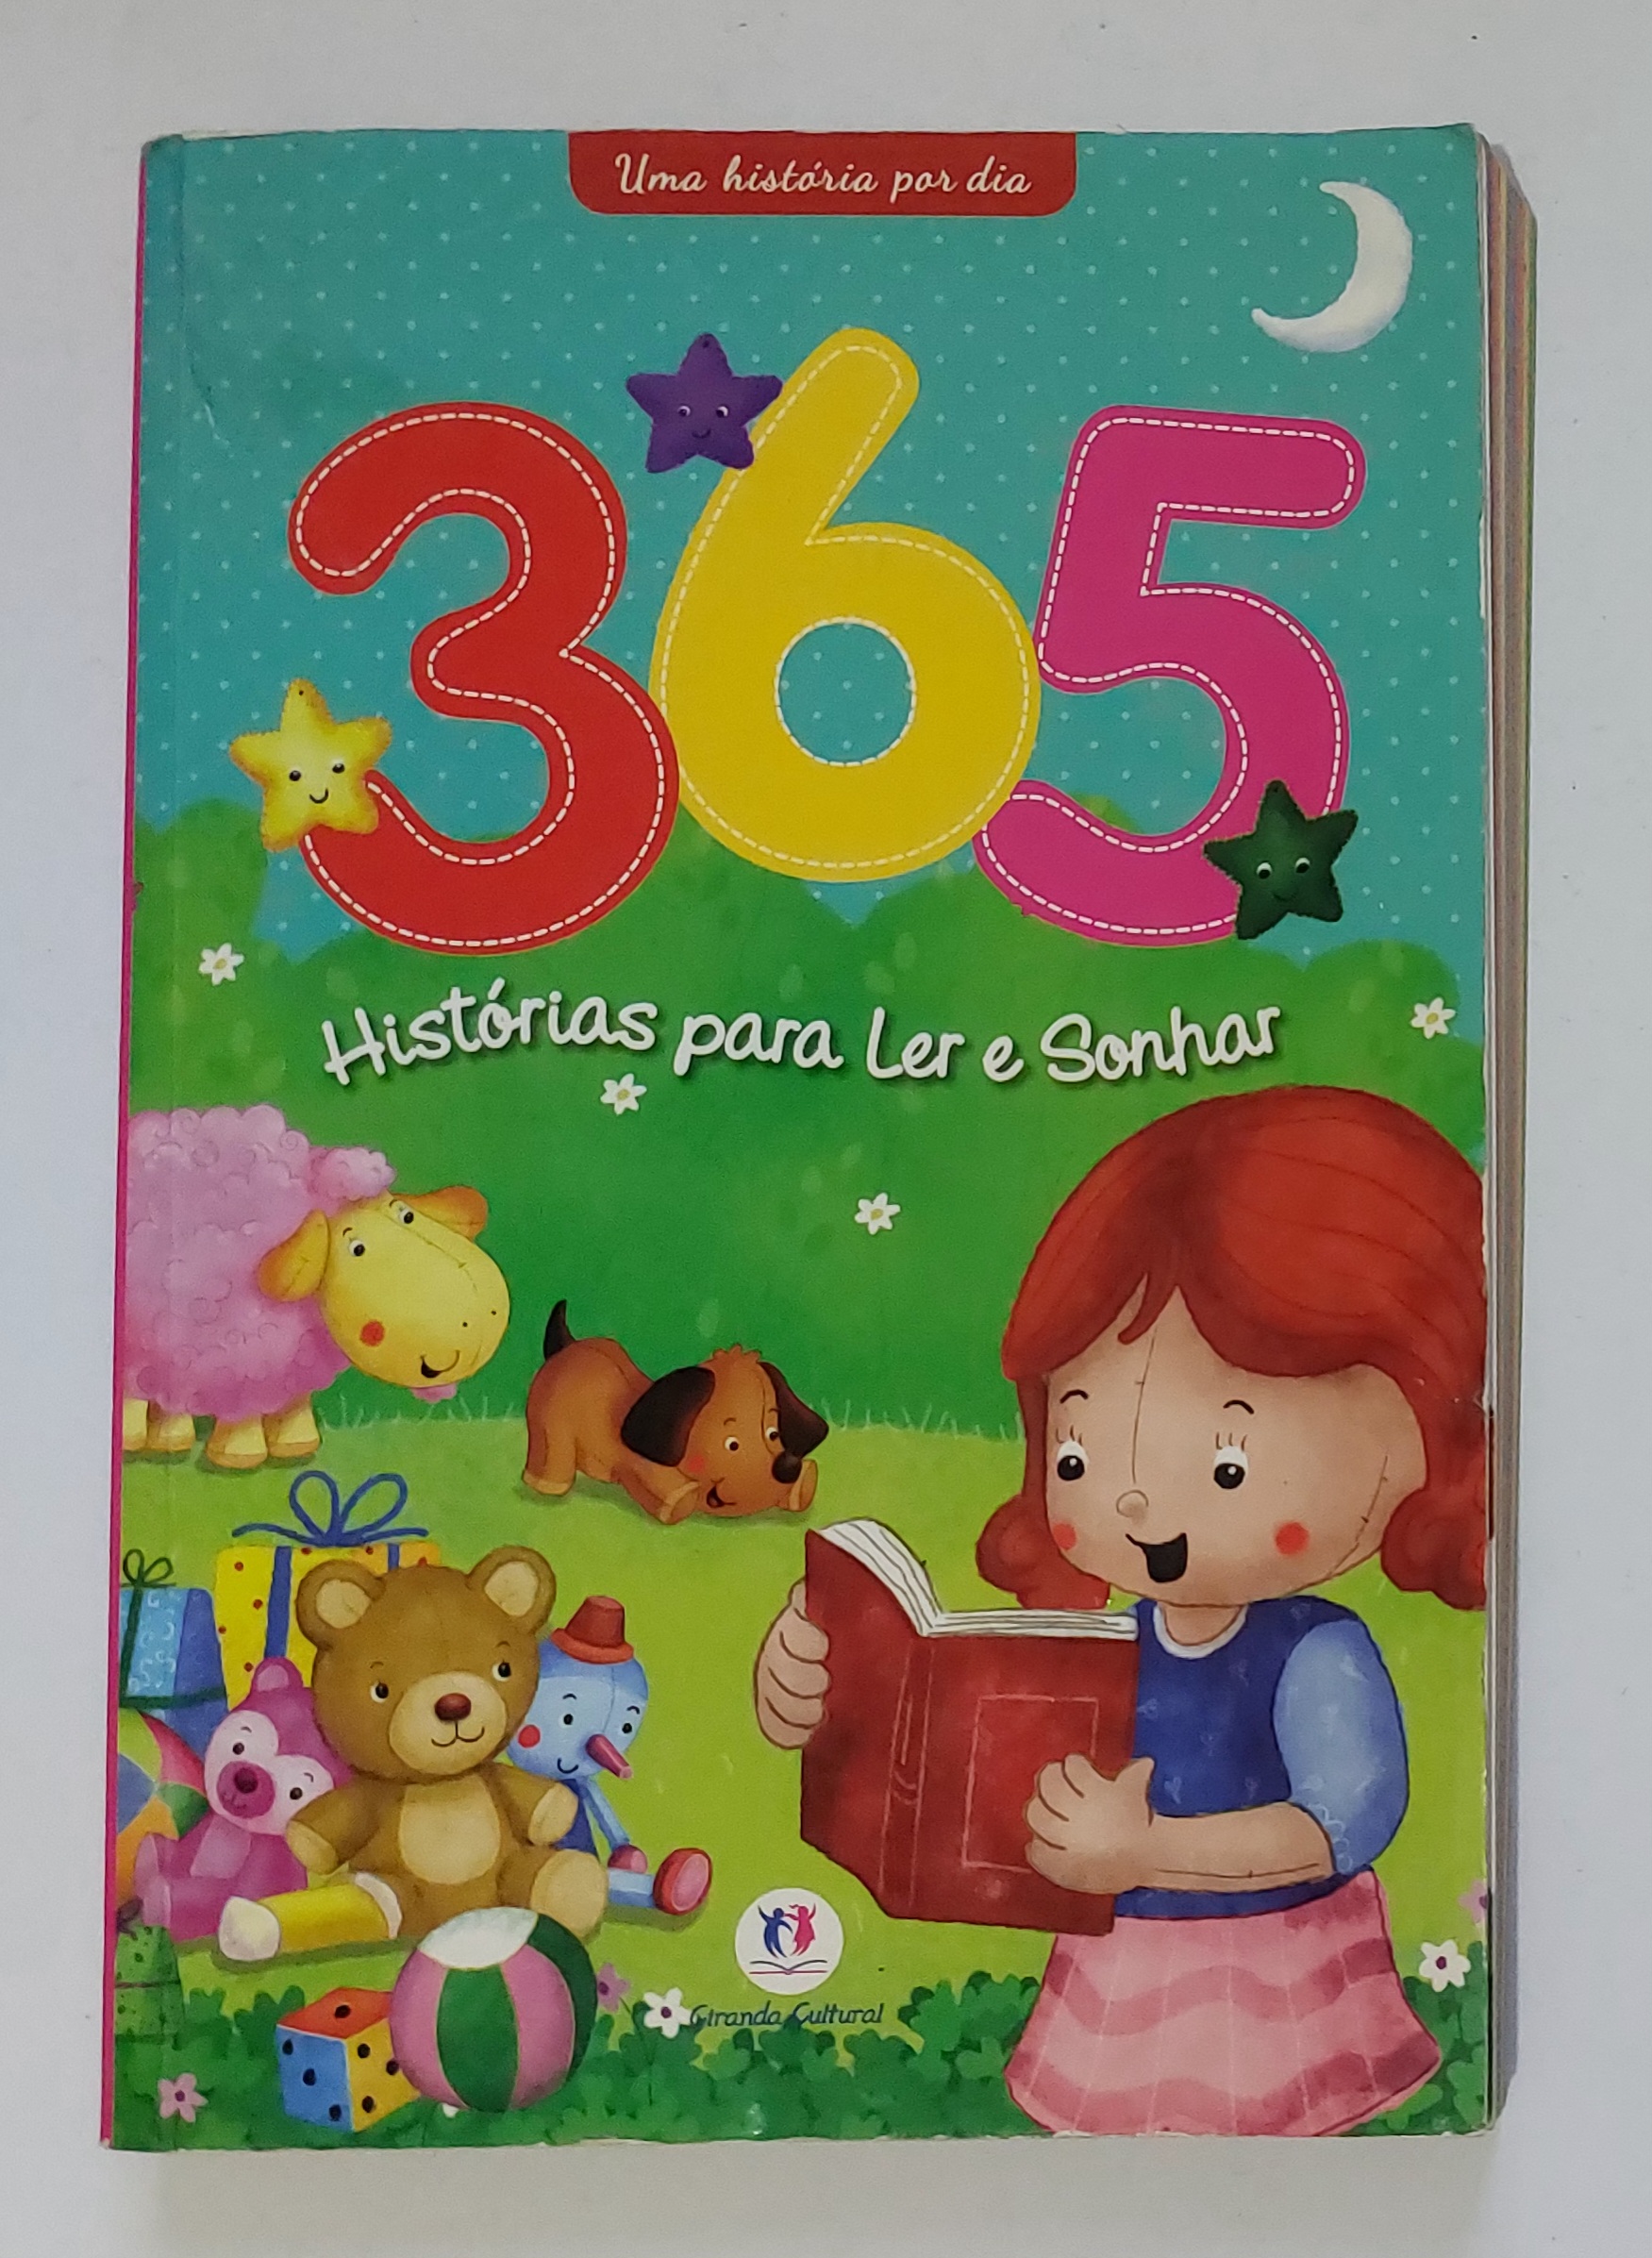 Uma história por dia
365
Histórias para Ler e Sonhar
Ciranda Cultural